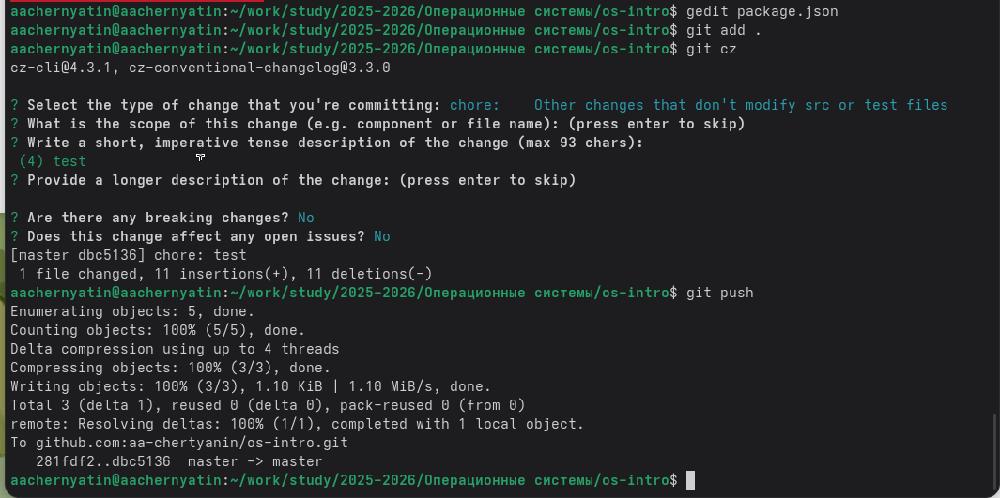 aachernyatin@aachernyatin:~/work/study/2025-2026/Операционные системы/os-intro$ gedit package.json
aachernyatin@aachernyatin:~/work/study/2025-2026/Операционные системы/os-intro$ git add .
aachernyatin@aachernyatin:~/work/study/2025-2026/Операционные системы/os-intro$ git cz
cz-cli@4.3.1, cz-conventional-changelog@3.3.0
? Select the type of change that you're committing: chore:    Other changes that don't modify src or test files
? What is the scope of this change (e.g. component or file name): (press enter to skip)
? Write a short, imperative tense description of the change (max 93 chars):
 (4) test
? Provide a longer description of the change: (press enter to skip)
? Are there any breaking changes? No
? Does this change affect any open issues? No
[master dbc5136] chore: test
 1 file changed, 11 insertions(+), 11 deletions(-)
aachernyatin@aachernyatin:~/work/study/2025-2026/Операционные системы/os-intro$ git push
Enumerating objects: 5, done.
Counting objects: 100% (5/5), done.
Delta compression using up to 4 threads
Compressing objects: 100% (3/3), done.
Writing objects: 100% (3/3), 1.10 KiB | 1.10 MiB/s, done.
Total 3 (delta 1), reused 0 (delta 0), pack-reused 0 (from 0)
remote: Resolving deltas: 100% (1/1), completed with 1 local object.
To github.com:aa-chertyanin/os-intro.git
   281fdf2..dbc5136  master -> master
aachernyatin@aachernyatin:~/work/study/2025-2026/Операционные системы/os-intro$